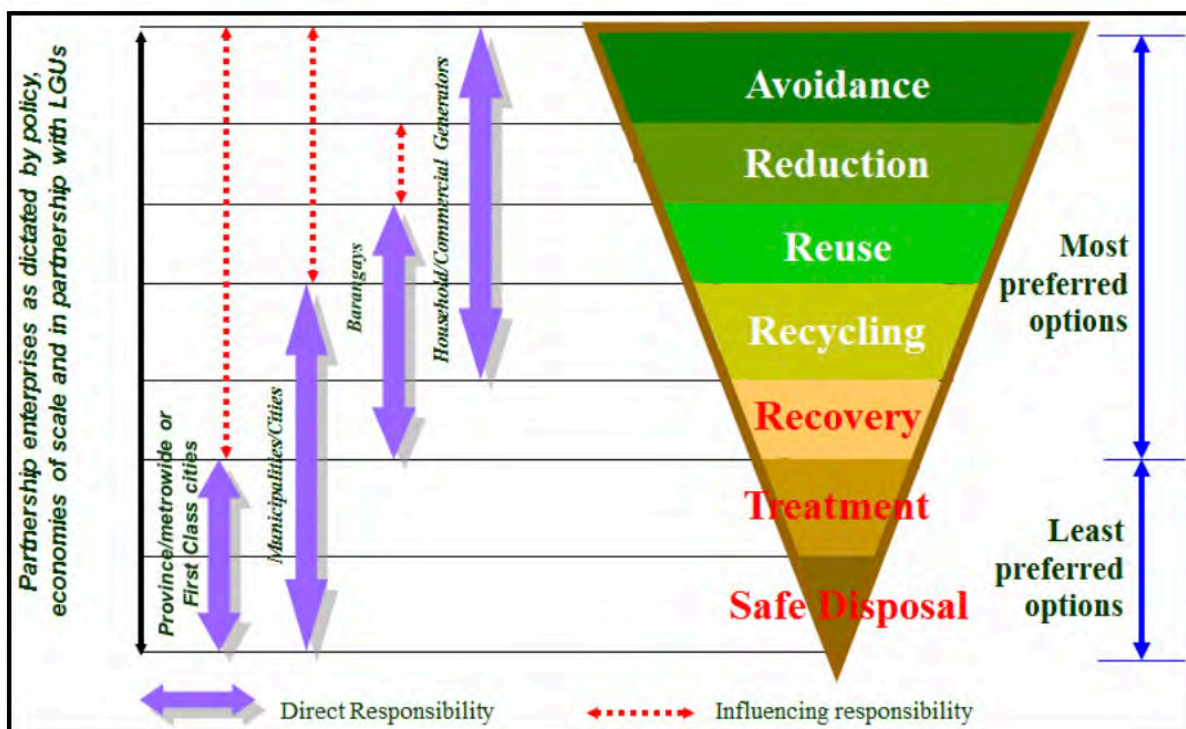 Partnership enterprises as dictated by policy,
economies of scale and in partnership with LGUs
Province/metrowide or
First Class cities
Municipalities/Cities
Barangays
Household/Commercial Generators
Avoidance
Reduction
Reuse
Recycling
Recovery
Treatment
Safe Disposal
Most
preferred
options
Least
preferred
options
Direct Responsibility
Influencing responsibility